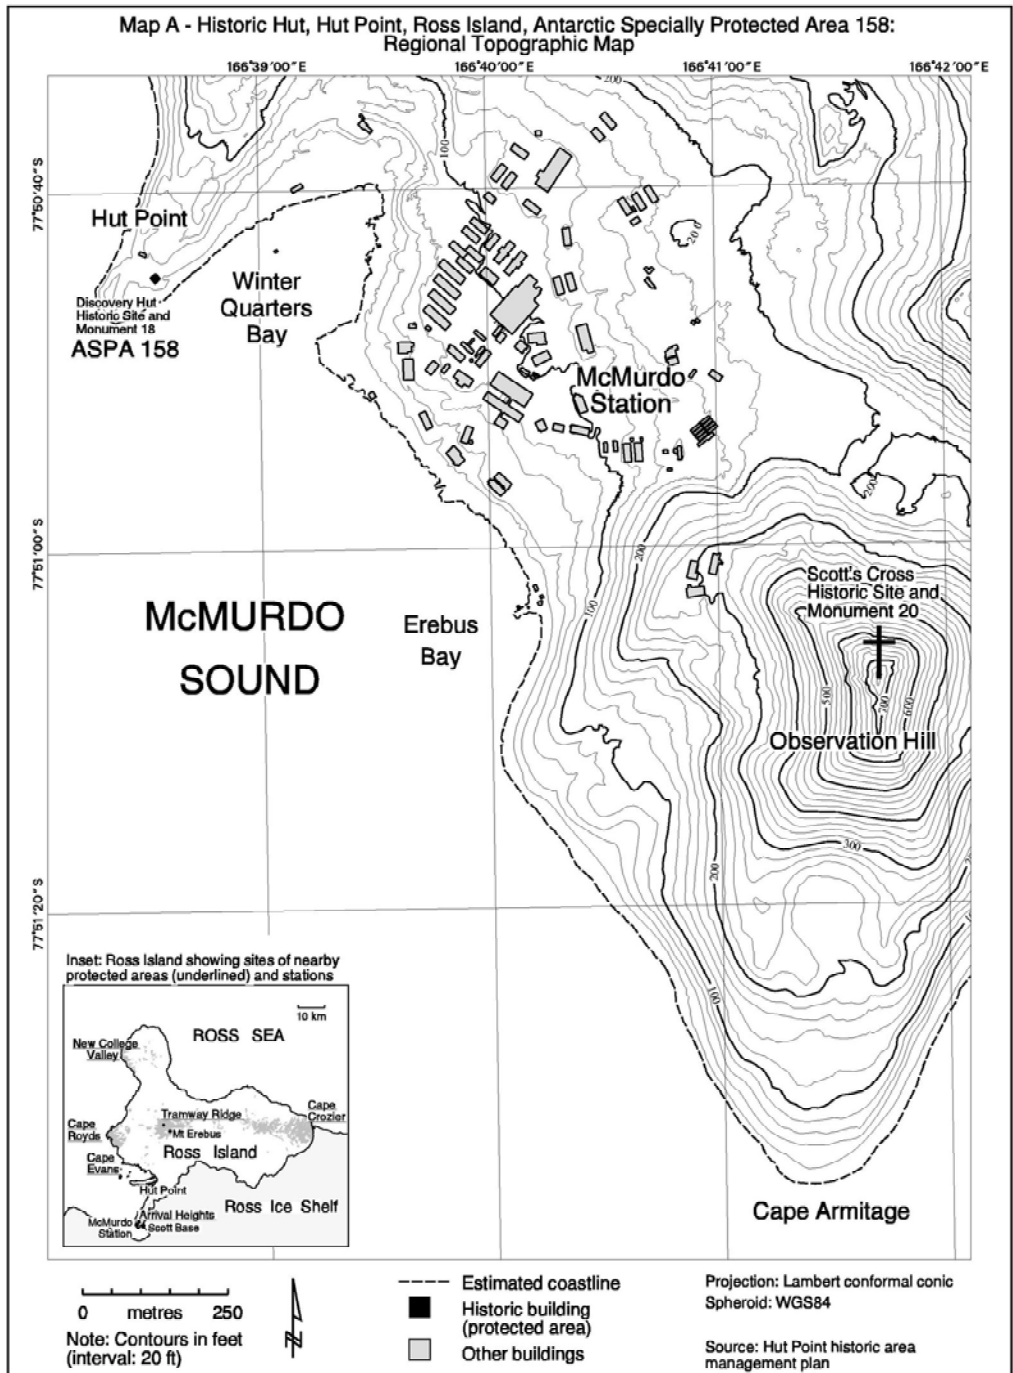 Map A - Historic Hut, Hut Point, Ross Island, Antarctic Specially Protected Area 158:
Regional Topographic Map
166°39'00"E
166°40'00"E
166°41'00"E
166°42'00"E
77°50'40"S
77°51'00"S
77°51'20"S
200
100
Hut Point
200
Discovery Hut
Historic Site and
Monument 18
ASPA 158
Winter
Quarters
Bay
McMurdo
Station
200
200
100
McMURDO
SOUND
Erebus
Bay
Scott's Cross
Historic Site and
Monument 20
500
700
600
Observation Hill
300
200
100
Cape Armitage
Inset: Ross Island showing sites of nearby
protected areas (underlined) and stations
10 km
ROSS SEA
New College
Valley
Tramway Ridge
Cape
Crozier
Cape
Royds
Mt Erebus
Ross Island
Cape
Evans
Hut Point
Ross Ice Shelf
Arrival Heights
McMurdo
Station
Scott Base
0 metres 250
Note: Contours in feet
(interval: 20 ft)
N
Estimated coastline
Historic building
(protected area)
Other buildings
Projection: Lambert conformal conic
Spheroid: WGS84
Source: Hut Point historic area
management plan